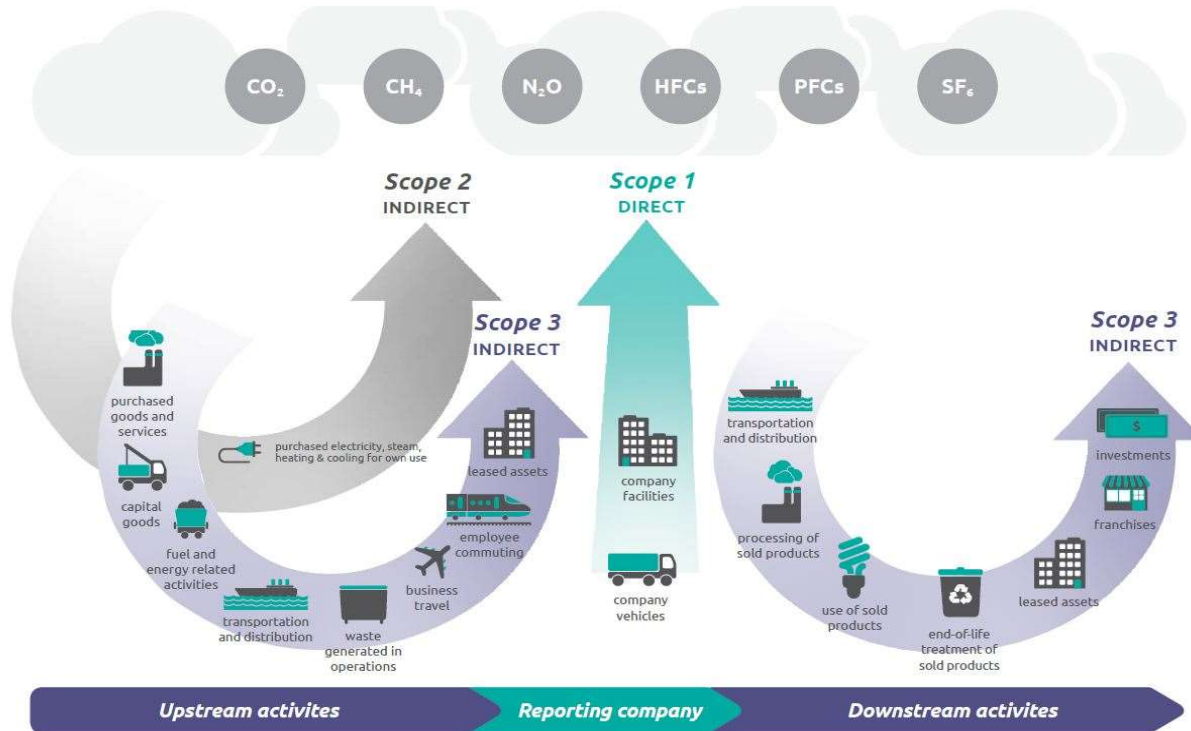 CO₂
CH₄
N₂O
HFCs
PFCs
SF₆
Scope 2
INDIRECT
Scope 1
DIRECT
Scope 3
INDIRECT
Scope 3
INDIRECT
purchased
goods and
services
capital
goods
fuel and
energy related
activities
purchased electricity, steam,
heating & cooling for own use
transportation
and distribution
waste
generated in
operations
business
travel
employee
commuting
leased assets
company
facilities
company
vehicles
transportation
and distribution
processing of
sold products
use of sold
products
end-of-life
treatment of
sold products
leased assets
franchises
$
investments
Upstream activites
Reporting company
Downstream activites